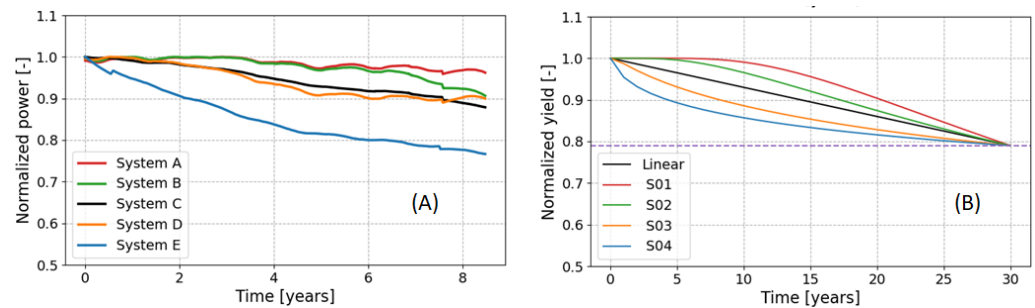 1.1
1.0
0.9
0.8
0.7
0.6
0.5
Normalized power [-]
System A
System B
System C
System D
System E
(A)
0 2 4 6 8
Time [years]
1.1
1.0
0.9
0.8
0.7
0.6
0.5
Normalized yield [-]
Linear
S01
S02
S03
S04
(B)
0 5 10 15 20 25 30
Time [years]